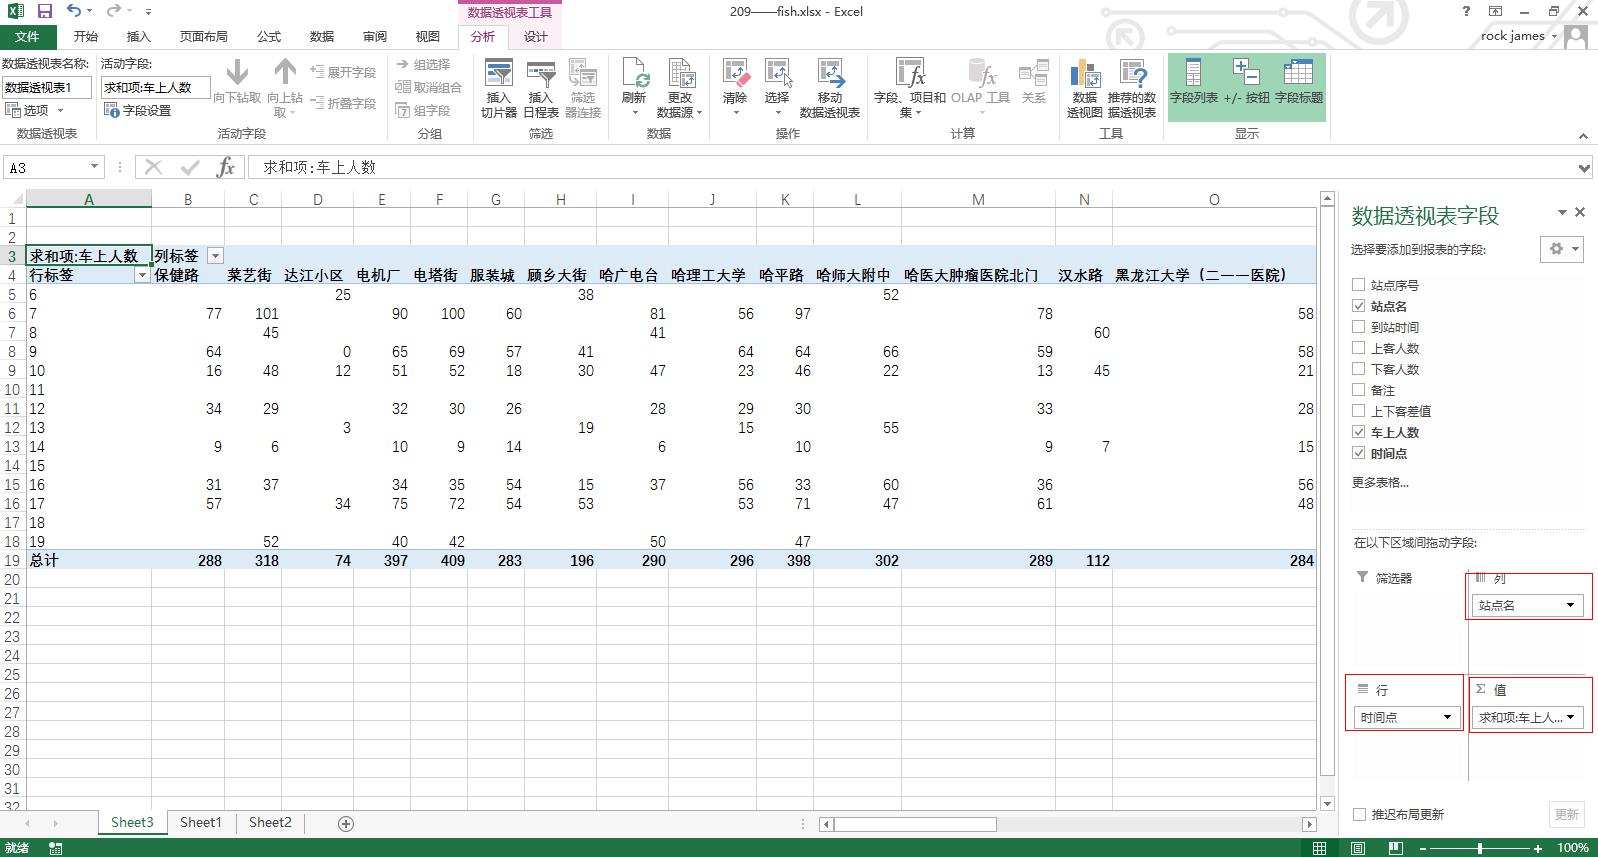 数据透视表工具
209——fish.xlsx - Excel
?
文件 开始 插入 页面布局 公式 数据 审阅 视图 分析 设计
rock james
数据透视表名称:
数据透视表1
选项
数据透视表
活动字段:
求和项:车上人数
字段设置
向下钻取 向上钻取
展开字段
折叠字段
活动字段
组选择
取消组合
组字段
分组
插入切片器
插入日程表
筛选器连接
筛选
刷新
更改数据源
数据
清除
选择
移动数据透视表
操作
字段、项目和集
OLAP 工具
关系
计算
数据透视图
推荐的数据透视表
工具
字段列表
+/- 按钮
字段标题
显示
A3
fx
求和项:车上人数
A B C D E F G H I J K L M N O
1
2
3 求和项:车上人数 列标签
4 行标签 保健路 莱艺街 达江小区 电机厂 电塔街 服装城 顾乡大街 哈广电台 哈理工大学 哈平路 哈师大附中 哈医大肿瘤医院北门 汉水路 黑龙江大学（二一一医院）
5 6 25 38 52
6 7 77 101 90 100 60 81 56 97 78 58
7 8 45 41 60
8 9 64 0 65 69 57 41 64 64 66 59 58
9 10 16 48 12 51 52 18 30 47 23 46 22 13 45 21
10 11
11 12 34 29 32 30 26 28 29 30 33 28
12 13 3 19 15 55
13 14 9 6 10 9 14 6 10 9 7 15
14 15
15 16 31 37 34 35 54 15 37 56 33 60 36 56
16 17 57 34 75 72 54 53 53 71 47 61 48
17 18
18 19 52 40 42 50 47
19 总计 288 318 74 397 409 283 196 290 296 398 302 289 112 284
20
21
22
23
24
25
26
27
28
29
30
31
32
数据透视表字段
选择要添加到报表的字段:
站点序号
站点名
到站时间
上客人数
下客人数
备注
上下客差值
车上人数
时间点
更多表格...
在以下区域间拖动字段:
筛选器
列
站点名
行
时间点
Σ 值
求和项:车上人...
推迟布局更新
更新
Sheet3 Sheet1 Sheet2
就绪
100%